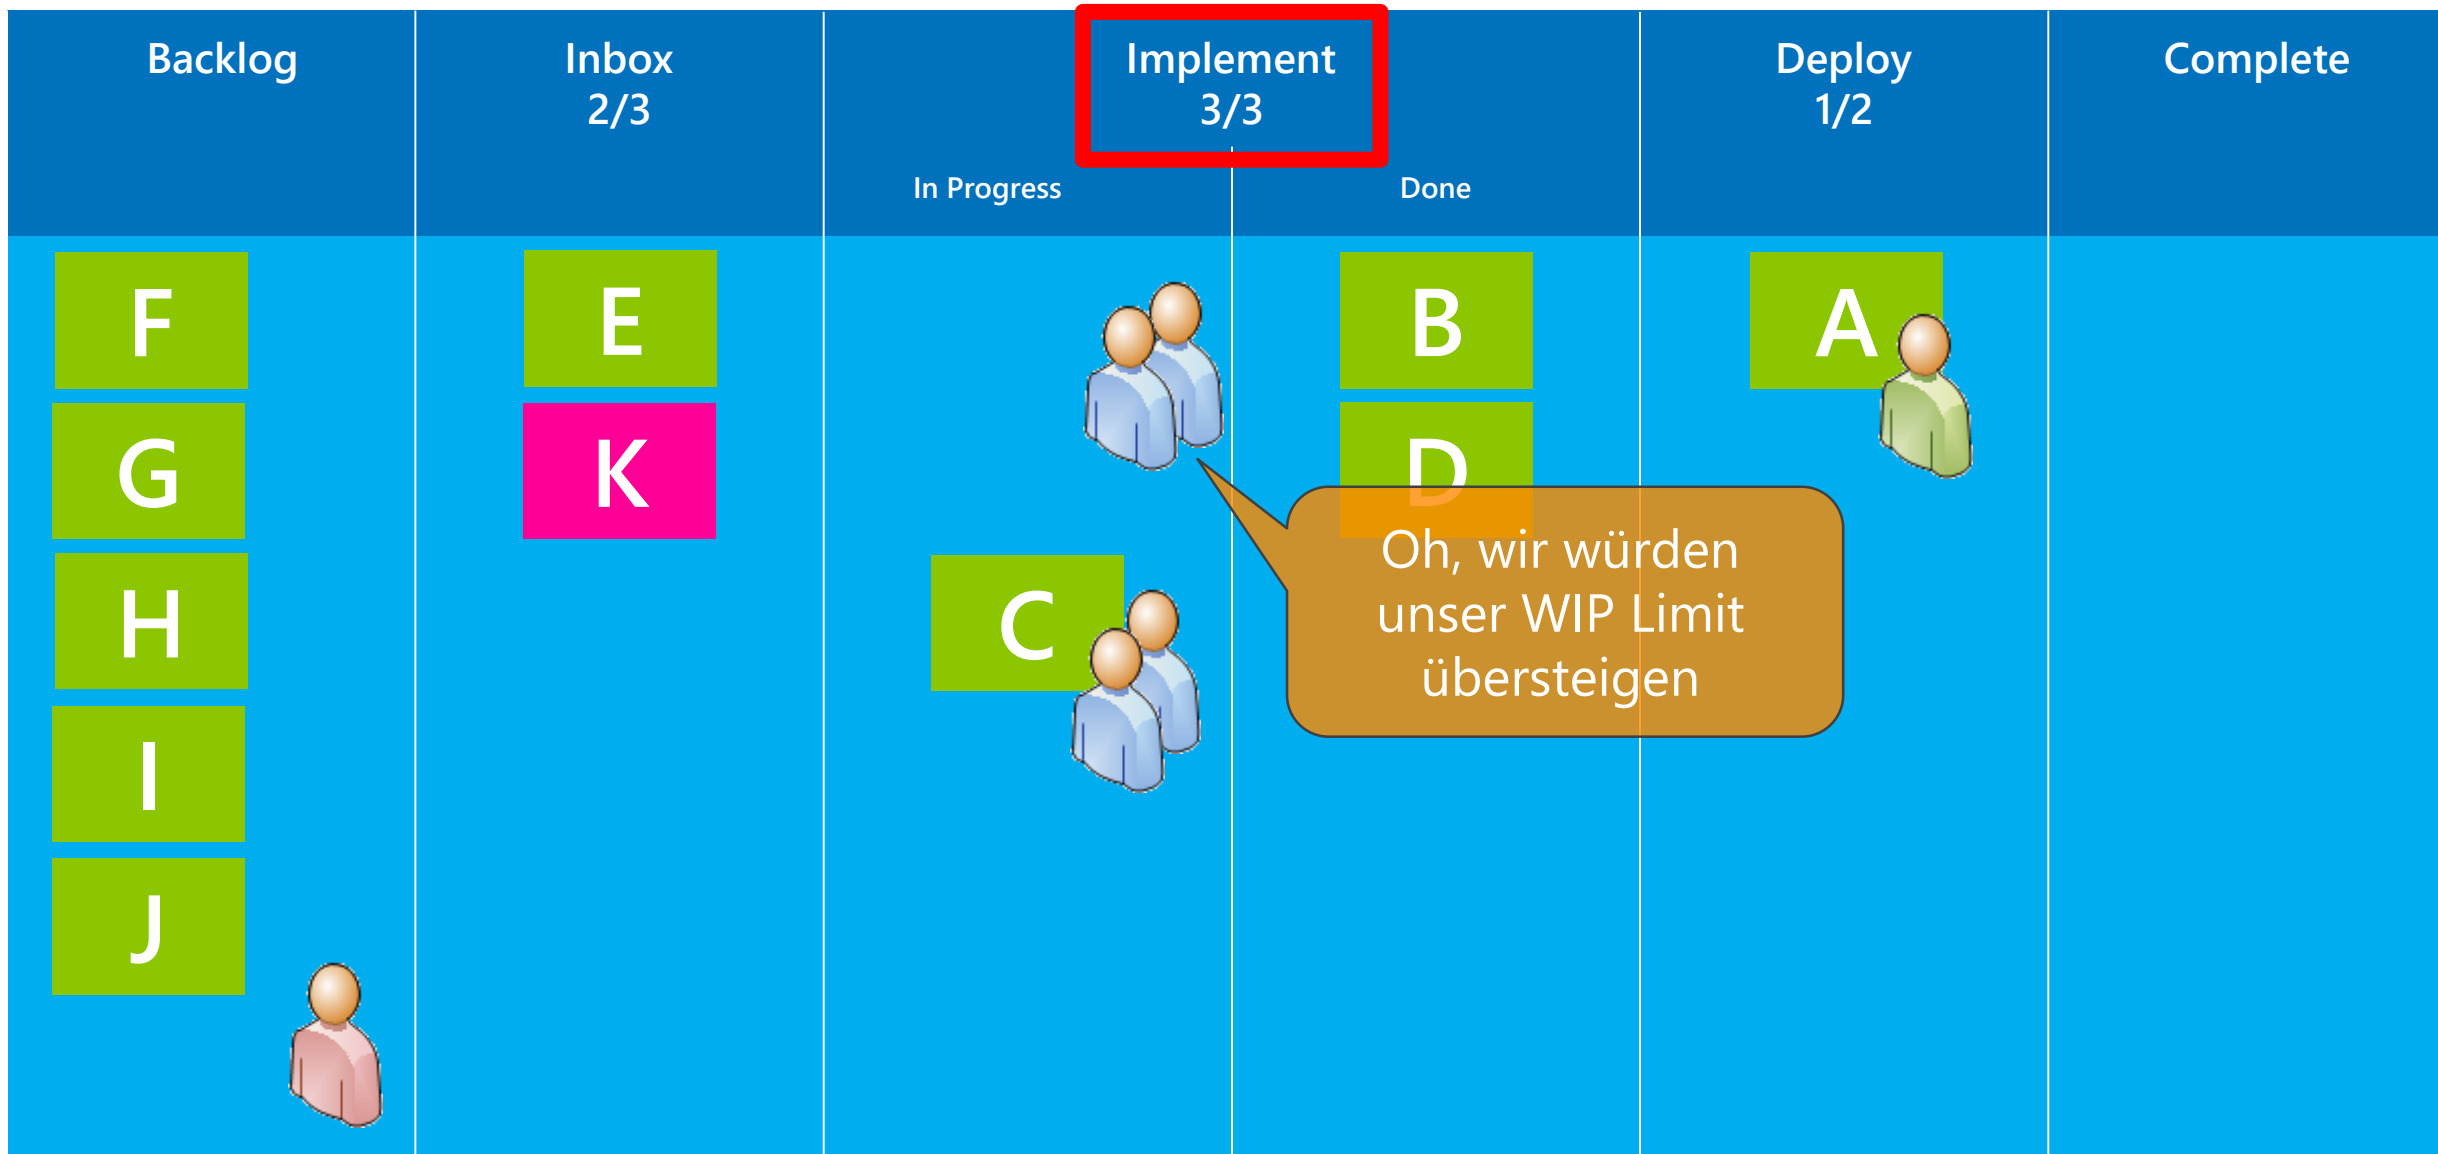 Backlog
Inbox
2/3
Implement
3/3
In Progress
Done
Deploy
1/2
Complete
F
G
H
I
J
E
K
C
B
D
A
Oh, wir würden
unser WIP Limit
übersteigen